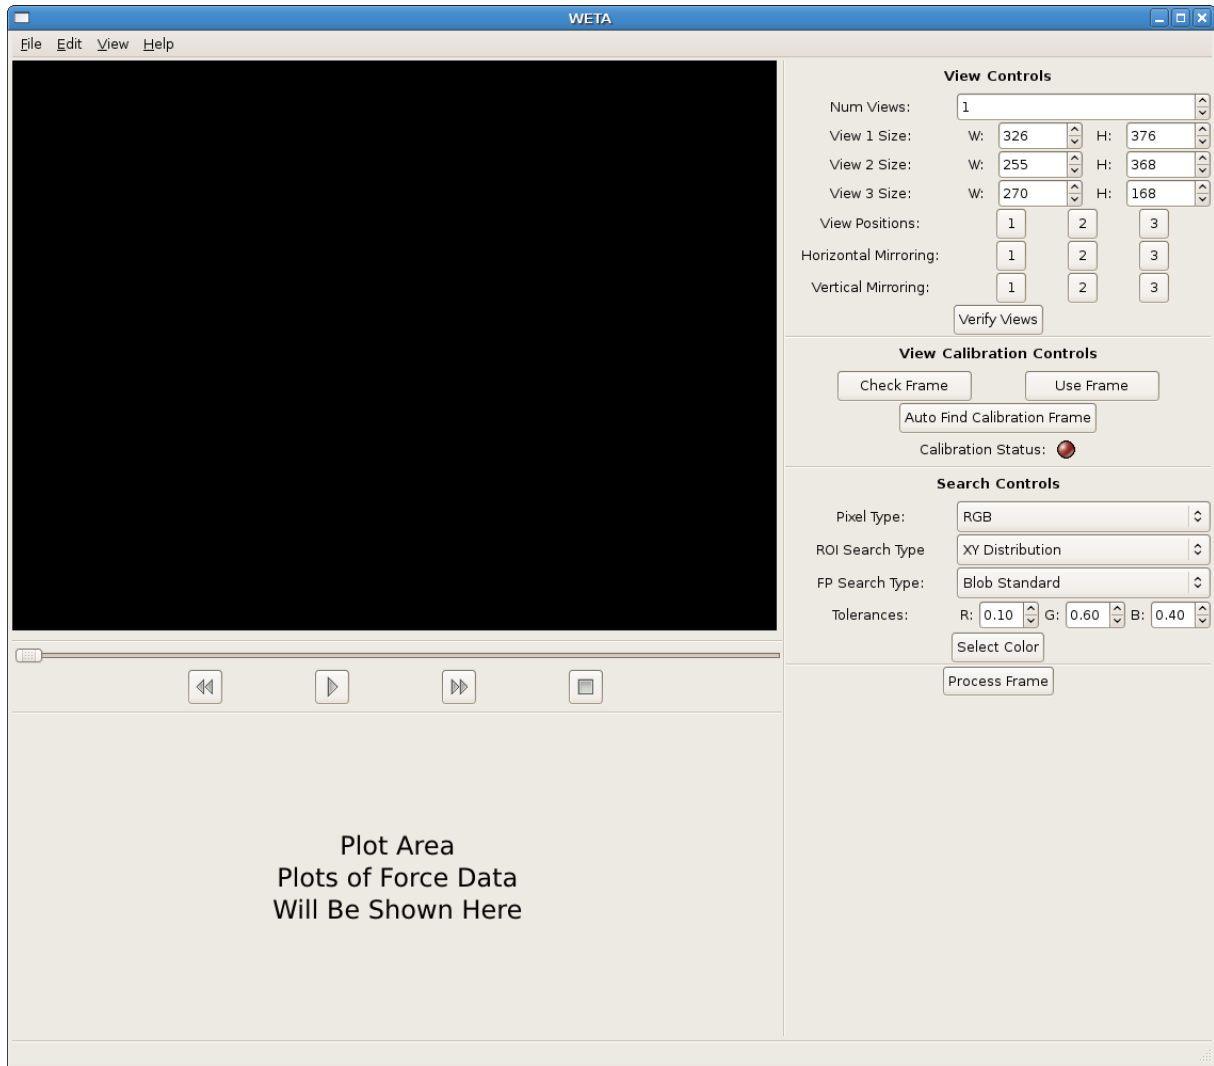 WETA
File Edit View Help
View Controls
Num Views: 1
View 1 Size: W: 326 H: 376
View 2 Size: W: 255 H: 368
View 3 Size: W: 270 H: 168
View Positions: 1 2 3
Horizontal Mirroring: 1 2 3
Vertical Mirroring: 1 2 3
Verify Views
View Calibration Controls
Check Frame Use Frame
Auto Find Calibration Frame
Calibration Status:
Search Controls
Pixel Type: RGB
ROI Search Type XY Distribution
FP Search Type: Blob Standard
Tolerances: R: 0.10 G: 0.60 B: 0.40
Select Color
Process Frame
Plot Area
Plots of Force Data
Will Be Shown Here